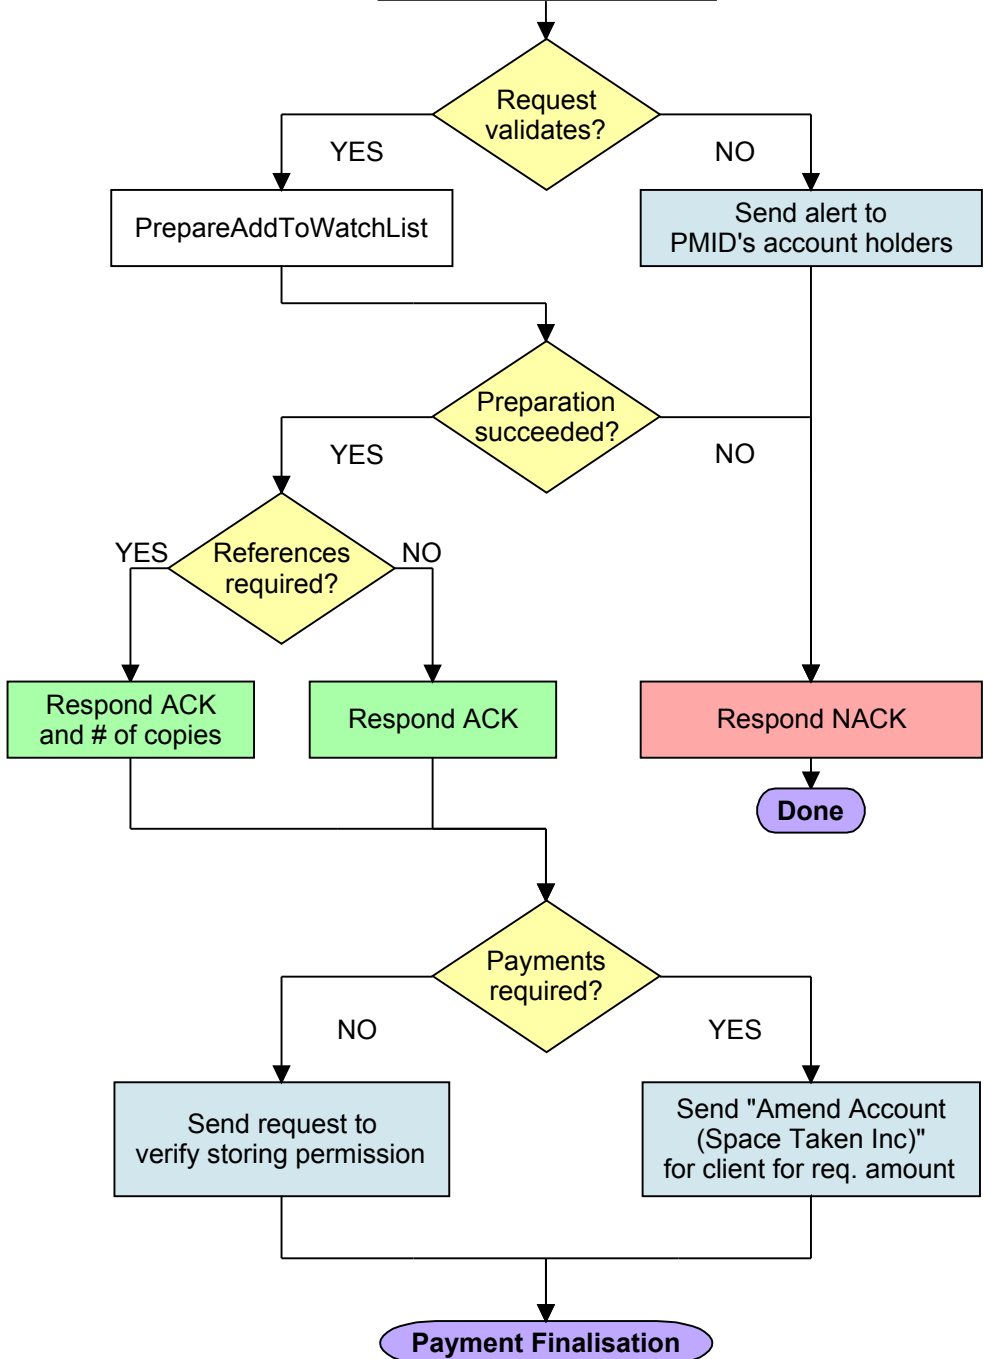 Request
validates?
YES
NO
PrepareAddToWatchList
Send alert to
PMID's account holders
Preparation
succeeded?
YES
NO
References
required?
YES
NO
Respond ACK
and # of copies
Respond ACK
Respond NACK
Done
Payments
required?
NO
YES
Send request to
verify storing permission
Send "Amend Account
(Space Taken Inc)"
for client for req. amount
Payment Finalisation